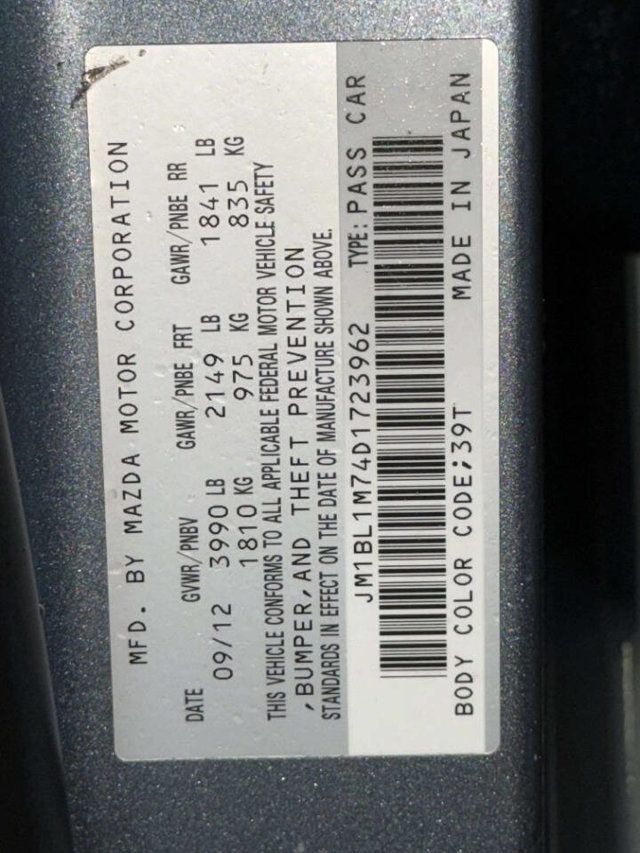 MFD. BY MAZDA MOTOR CORPORATION
DATE GVWR/PNBV GAWR/PNBE FRT GAWR/PNBE RR
09/12 3990 LB 2149 LB 1841 LB
1810 KG 975 KG 835 KG
THIS VEHICLE CONFORMS TO ALL APPLICABLE FEDERAL MOTOR VEHICLE SAFETY
,BUMPER,AND THEFT PREVENTION
STANDARDS IN EFFECT ON THE DATE OF MANUFACTURE SHOWN ABOVE.
JM1BL1M74D1723962 TYPE:PASS CAR
BODY COLOR CODE;39T MADE IN JAPAN